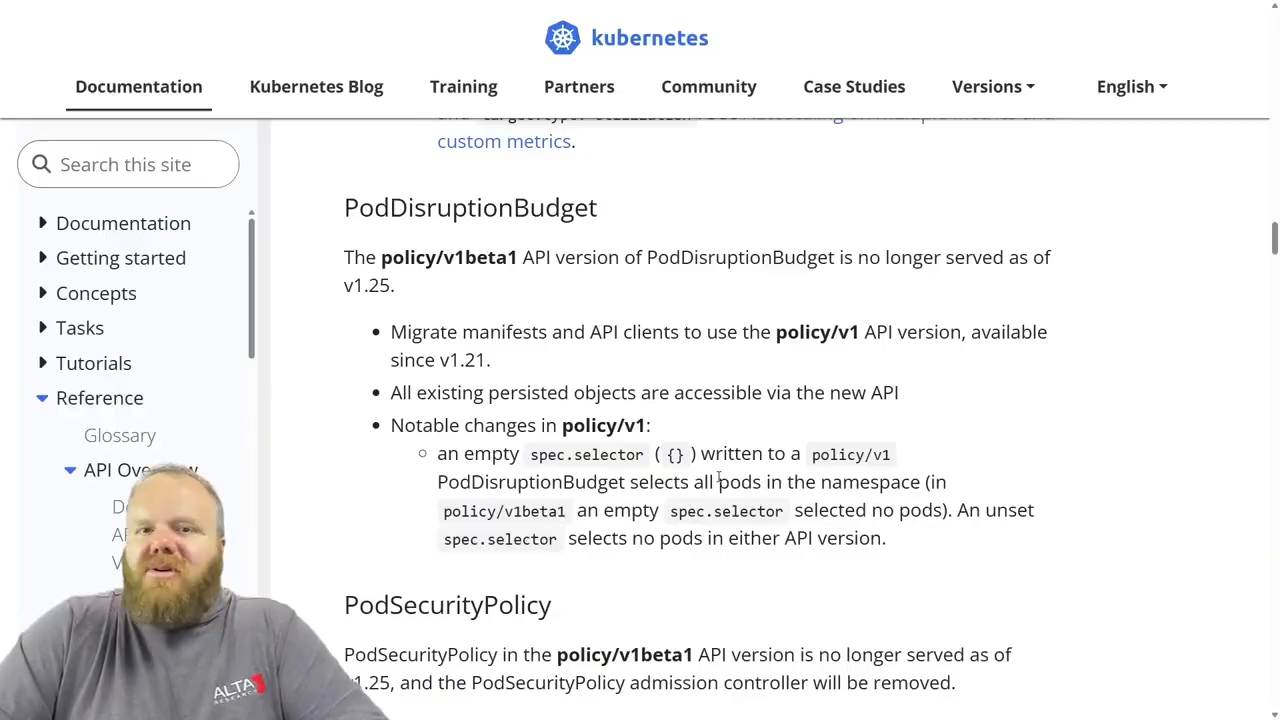 kubernetes
Documentation Kubernetes Blog Training Partners Community Case Studies Versions English
custom metrics.
Search this site
Documentation
Getting started
Concepts
Tasks
Tutorials
Reference
Glossary
API Overview
PodDisruptionBudget
The policy/v1beta1 API version of PodDisruptionBudget is no longer served as of
v1.25.
• Migrate manifests and API clients to use the policy/v1 API version, available
since v1.21.
• All existing persisted objects are accessible via the new API
• Notable changes in policy/v1:
○ an empty spec.selector ( {} ) written to a policy/v1
PodDisruptionBudget selects all pods in the namespace (in
policy/v1beta1 an empty spec.selector selected no pods). An unset
spec.selector selects no pods in either API version.
PodSecurityPolicy
PodSecurityPolicy in the policy/v1beta1 API version is no longer served as of
v1.25, and the PodSecurityPolicy admission controller will be removed.
ALTA3
RESEARCH